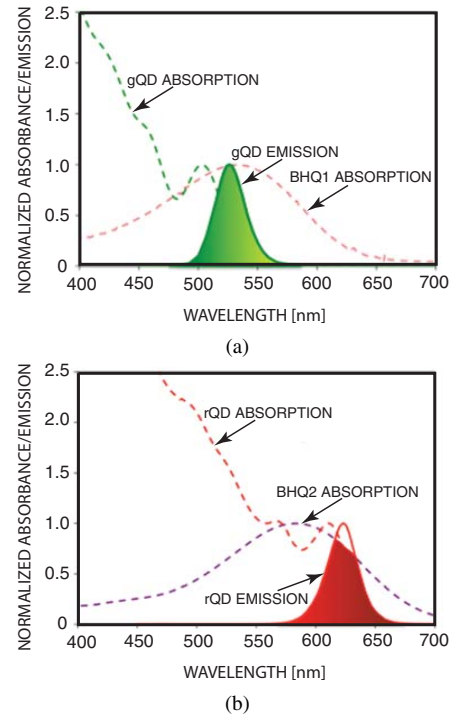 2.5
2.0
1.5
1.0
0.5
0
NORMALIZED ABSORBANCE/EMISSION
gQD ABSORPTION
gQD EMISSION
BHQ1 ABSORPTION
400 450 500 550 600 650 700
WAVELENGTH [nm]
(a)
2.5
2.0
1.5
1.0
0.5
0
NORMALIZED ABSORBANCE/EMISSION
rQD ABSORPTION
BHQ2 ABSORPTION
rQD EMISSION
400 450 500 550 600 650 700
WAVELENGTH [nm]
(b)